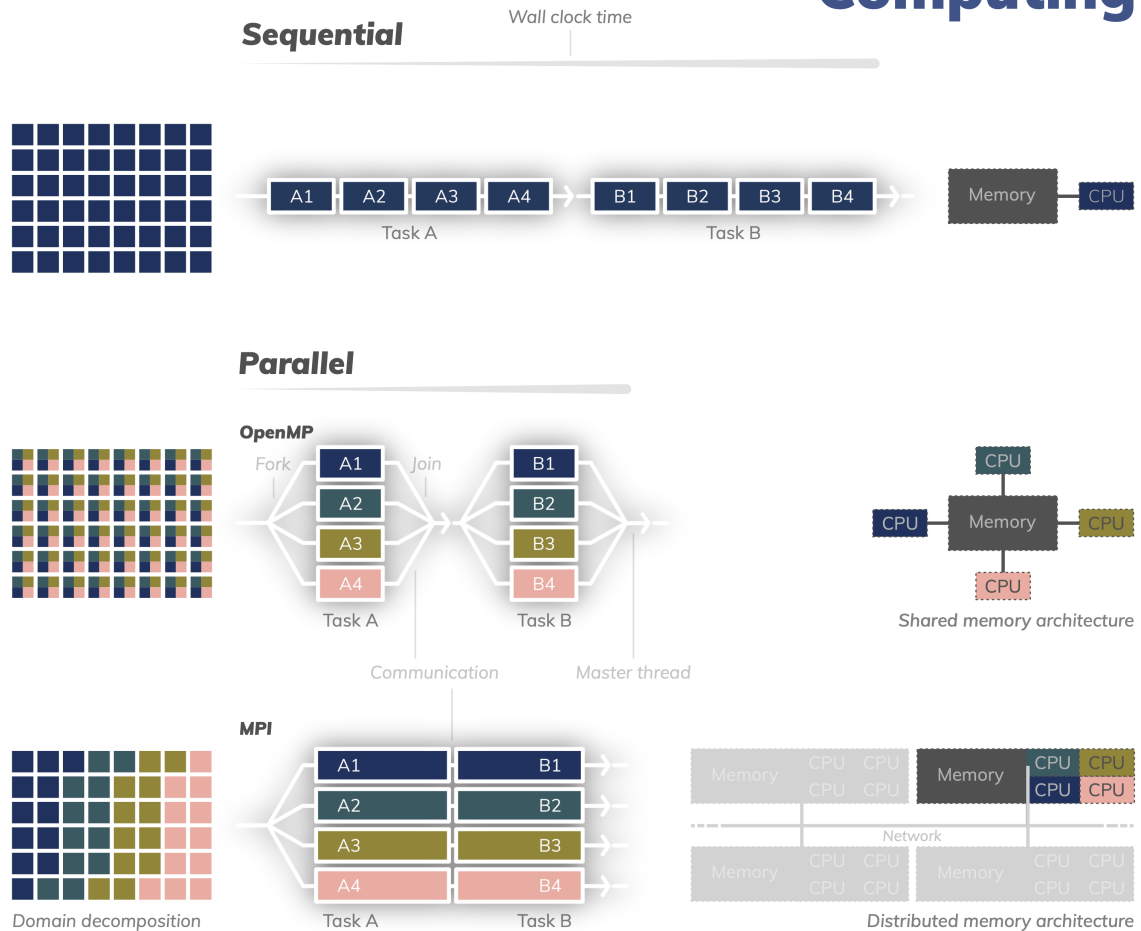 Computing
Wall clock time
Sequential
A1 A2 A3 A4 B1 B2 B3 B4
Memory CPU
Task A Task B
Parallel
OpenMP
Fork Join
A1 B1
A2 B2
A3 B3
A4 B4
Task A Task B
CPU
CPU Memory CPU
CPU
Shared memory architecture
Communication Master thread
MPI
A1 B1
A2 B2
A3 B3
A4 B4
Task A Task B
Memory CPU CPU Memory CPU CPU
CPU CPU CPU CPU
Network
Memory CPU CPU Memory CPU CPU
CPU CPU CPU CPU
Domain decomposition
Distributed memory architecture